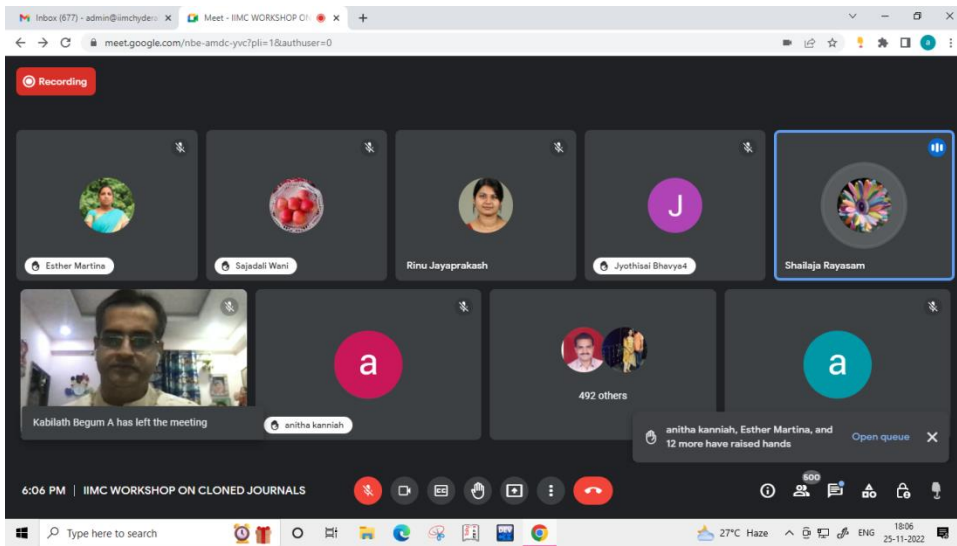 Inbox (677) - admin@iimchydera
Meet - IIMC WORKSHOP ON
meet.google.com/nbe-amdc-yvc?pli=1&authuser=0
a
Recording
Esther Martina
Sajadali Wani
Rinu Jayaprakash
J
Jyothisai Bhavya4
Shailaja Rayasam
Kabilath Begum A has left the meeting
a
anitha kanniah
492 others
a
anitha kanniah, Esther Martina, and
12 more have raised hands
Open queue
6:06 PM | IIMC WORKSHOP ON CLONED JOURNALS
CC
500
Type here to search
27°C Haze
ENG
18:06
25-11-2022